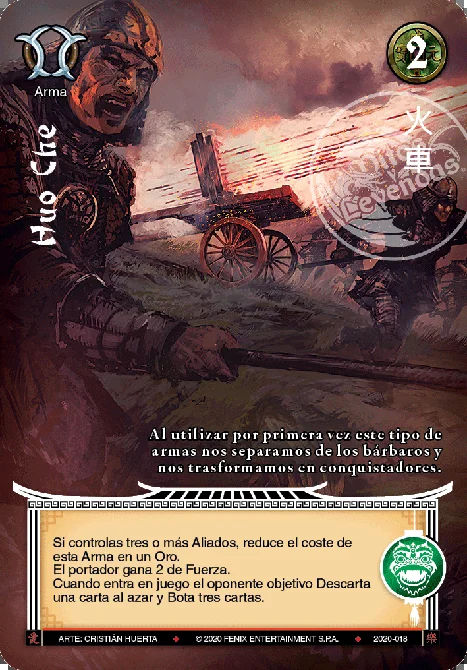 2
Arma
Huo Che
火車
Mitos y
Leyendas
Al utilizar por primera vez este tipo de
armas nos separamos de los bárbaros y
nos trasformamos en conquistadores.
Si controlas tres o más Aliados, reduce el coste de
esta Arma en un Oro.
El portador gana 2 de Fuerza.
Cuando entra en juego el oponente objetivo Descarta
una carta al azar y Bota tres cartas.
ARTE: CRISTIÁN HUERTA ♦ © 2020 FENIX ENTERTAINMENT S.P.A. ♦ 2020-018